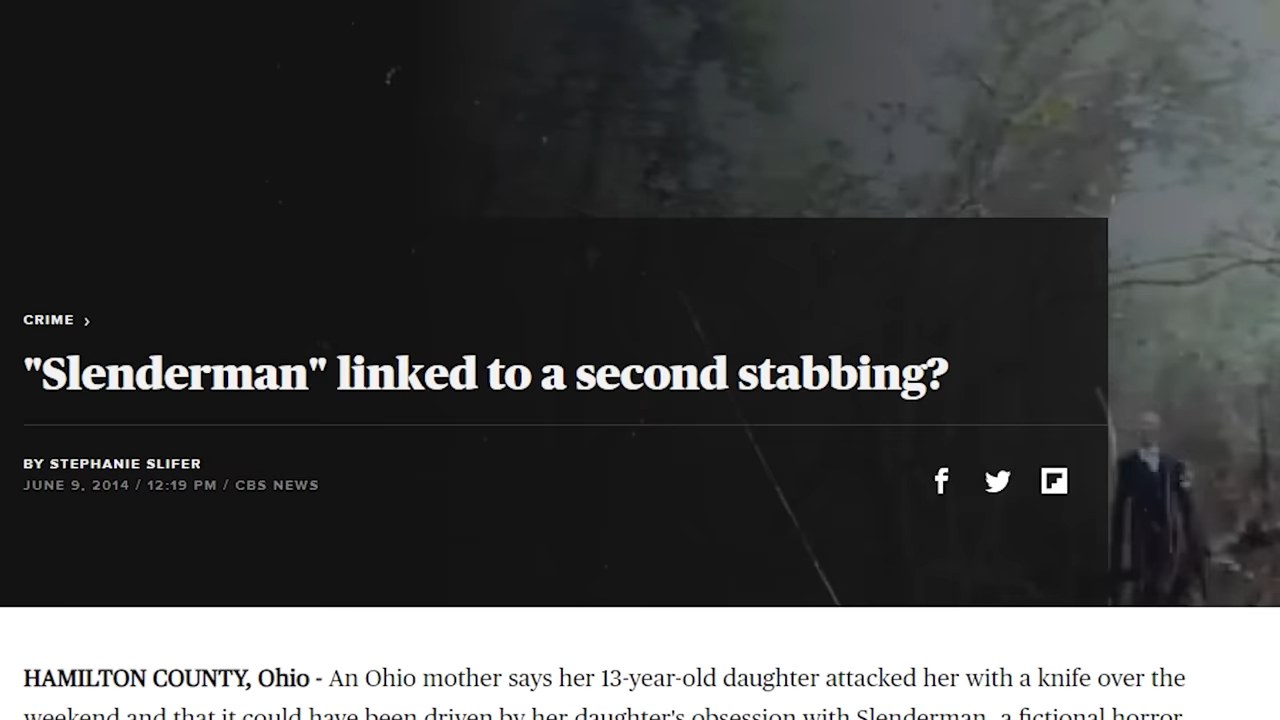 CRIME ›
"Slenderman" linked to a second stabbing?
BY STEPHANIE SLIFER
JUNE 9, 2014 / 12:19 PM / CBS NEWS
HAMILTON COUNTY, Ohio - An Ohio mother says her 13-year-old daughter attacked her with a knife over the
weekend and that it could have been driven by her daughter's obsession with Slenderman, a fictional horror